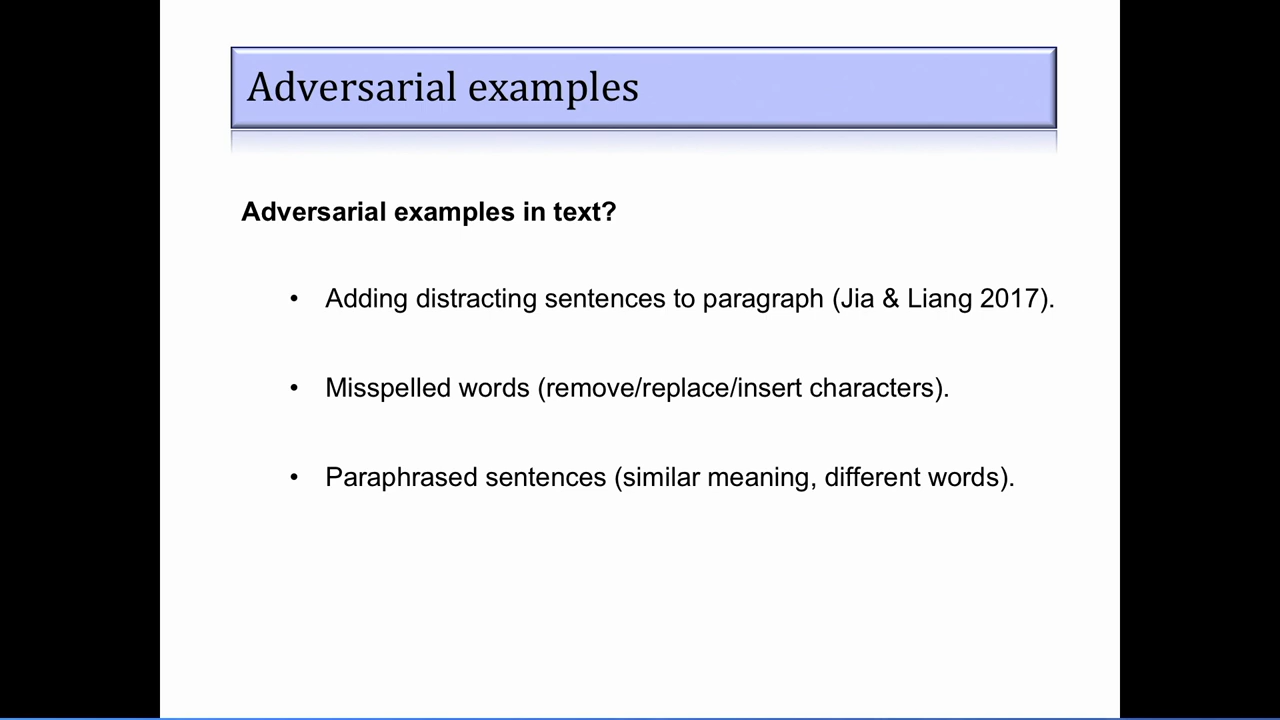 Adversarial examples
Adversarial examples in text?
• Adding distracting sentences to paragraph (Jia & Liang 2017).
• Misspelled words (remove/replace/insert characters).
• Paraphrased sentences (similar meaning, different words).